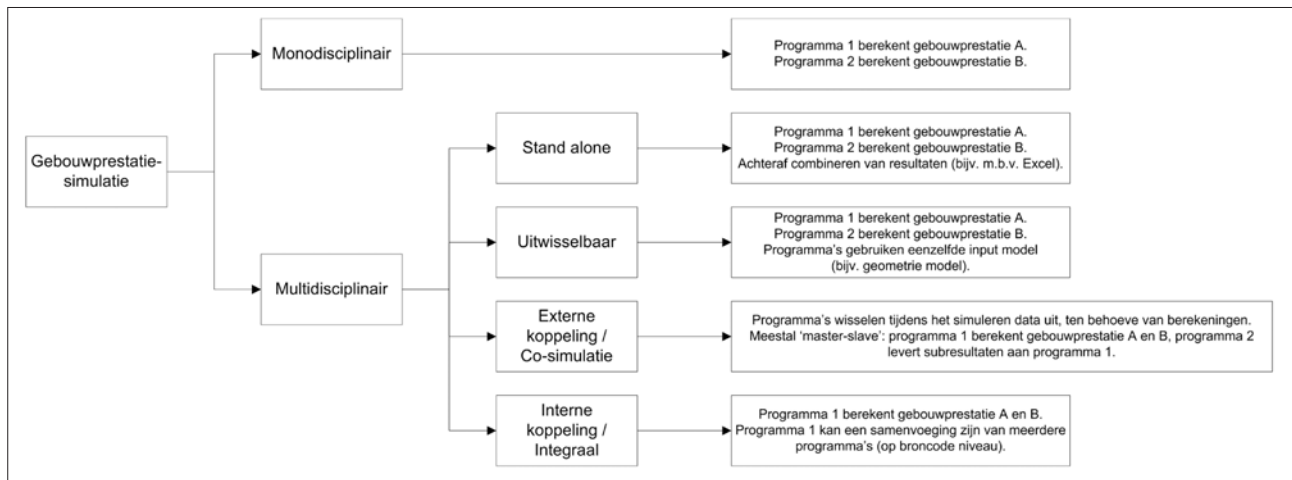 Gebouwprestatie-
simulatie
Monodisciplinair
Programma 1 berekent gebouwprestatie A.
Programma 2 berekent gebouwprestatie B.
Multidisciplinair
Stand alone
Programma 1 berekent gebouwprestatie A.
Programma 2 berekent gebouwprestatie B.
Achteraf combineren van resultaten (bijv. m.b.v. Excel).
Uitwisselbaar
Programma 1 berekent gebouwprestatie A.
Programma 2 berekent gebouwprestatie B.
Programma's gebruiken eenzelfde input model
(bijv. geometrie model).
Externe
koppeling /
Co-simulatie
Programma's wisselen tijdens het simuleren data uit, ten behoeve van berekeningen.
Meestal 'master-slave': programma 1 berekent gebouwprestatie A en B, programma 2
levert subresultaten aan programma 1.
Interne
koppeling /
Integraal
Programma 1 berekent gebouwprestatie A en B.
Programma 1 kan een samenvoeging zijn van meerdere
programma's (op broncode niveau).